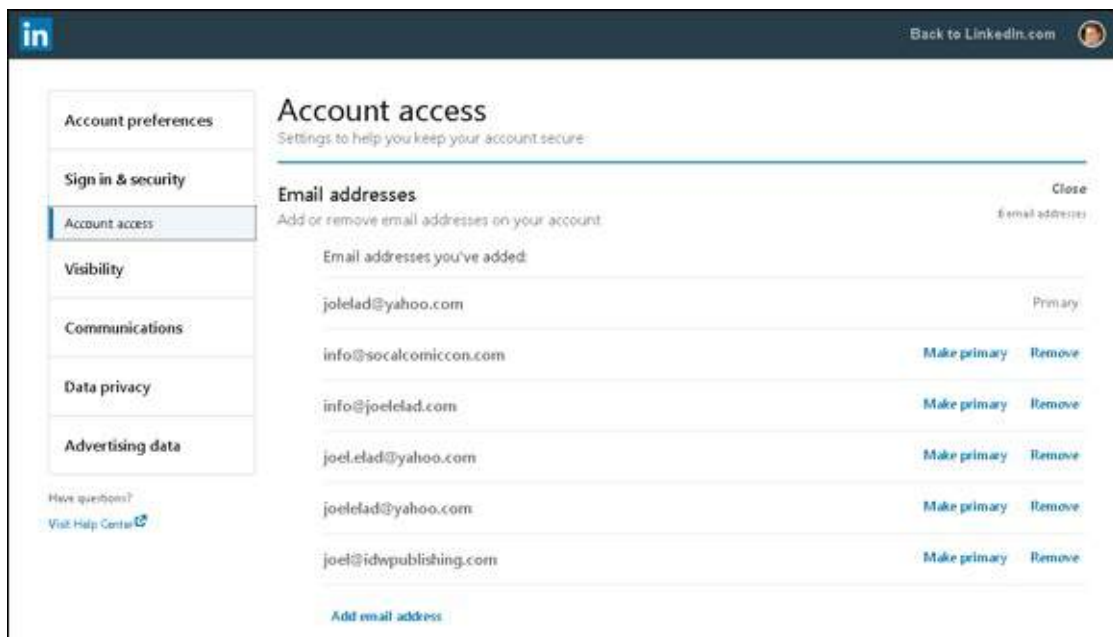 in
Back to LinkedIn.com
Account preferences
Sign in & security
Account access
Visibility
Communications
Data privacy
Advertising data
Have questions?
Visit Help Center
Account access
Settings to help you keep your account secure
Email addresses
Close
Add or remove email addresses on your account
6 email addresses
Email addresses you've added:
jolelad@yahoo.com Primary
info@socalcomiccon.com Make primary Remove
info@joelelad.com Make primary Remove
joel.elad@yahoo.com Make primary Remove
joelelad@yahoo.com Make primary Remove
joel@idwpublishing.com Make primary Remove
Add email address